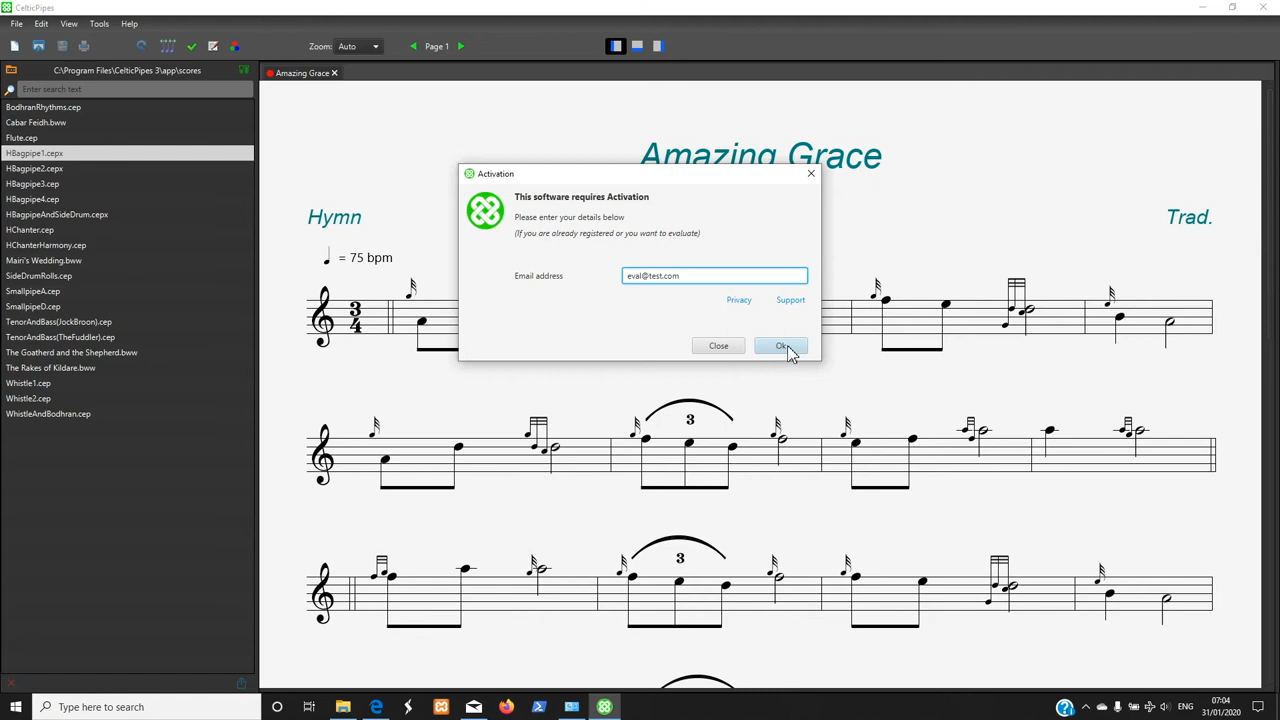 CelticPipes
File Edit View Tools Help
Zoom: Auto Page 1
C:\Program Files\CelticPipes 3\app\scores
Enter search text
BodhranRhythms.cep
Cabar Feidh.bww
Flute.cep
HBagpipe1.cepx
HBagpipe2.cepx
HBagpipe3.cep
HBagpipe4.cep
HBagpipeAndSideDrum.cepx
HChanter.cep
HChanterHarmony.cep
Mairi's Wedding.bww
SideDrumRolls.cep
SmallpipeA.cep
SmallpipeD.cep
TenorAndBass(JockBroon).cep
TenorAndBass(TheFuddler).cep
The Goatherd and the Shepherd.bww
The Rakes of Kildare.bww
Whistle1.cep
Whistle2.cep
WhistleAndBodhran.cep
Amazing Grace
Amazing Grace
Hymn
Trad.
= 75 bpm
3
4
Activation
This software requires Activation
Please enter your details below
(If you are already registered or you want to evaluate)
Email address eval@test.com
Privacy Support
Close Ok
3
3
3
Type here to search
ENG
07:04
31/01/2020